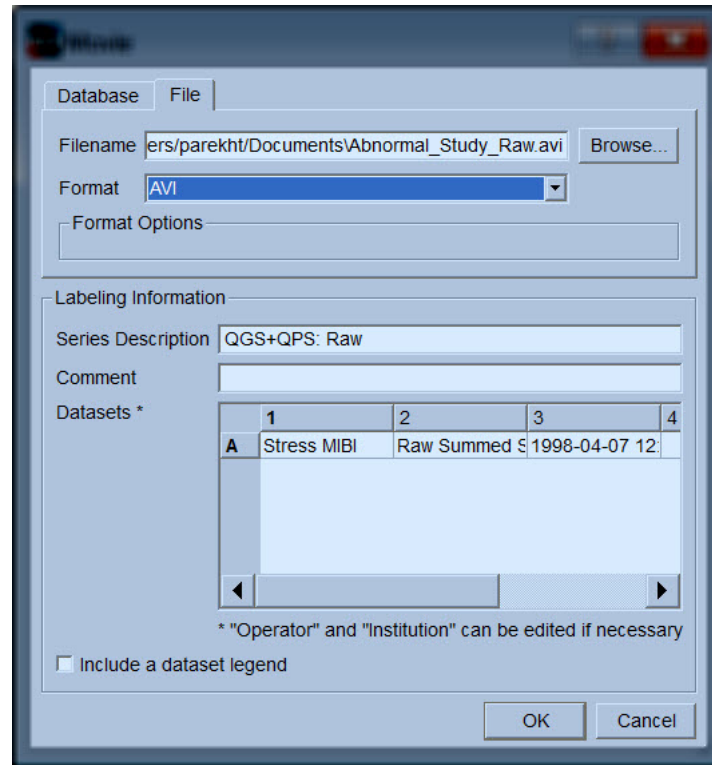 Movie
Database File
Filename ers/parekht/Documents\Abnormal_Study_Raw.avi Browse...
Format AVI
Format Options
Labeling Information
Series Description QGS+QPS: Raw
Comment
Datasets *
1 2 3 4
A Stress MIBI Raw Summed S 1998-04-07 12:
* "Operator" and "Institution" can be edited if necessary
Include a dataset legend
OK Cancel